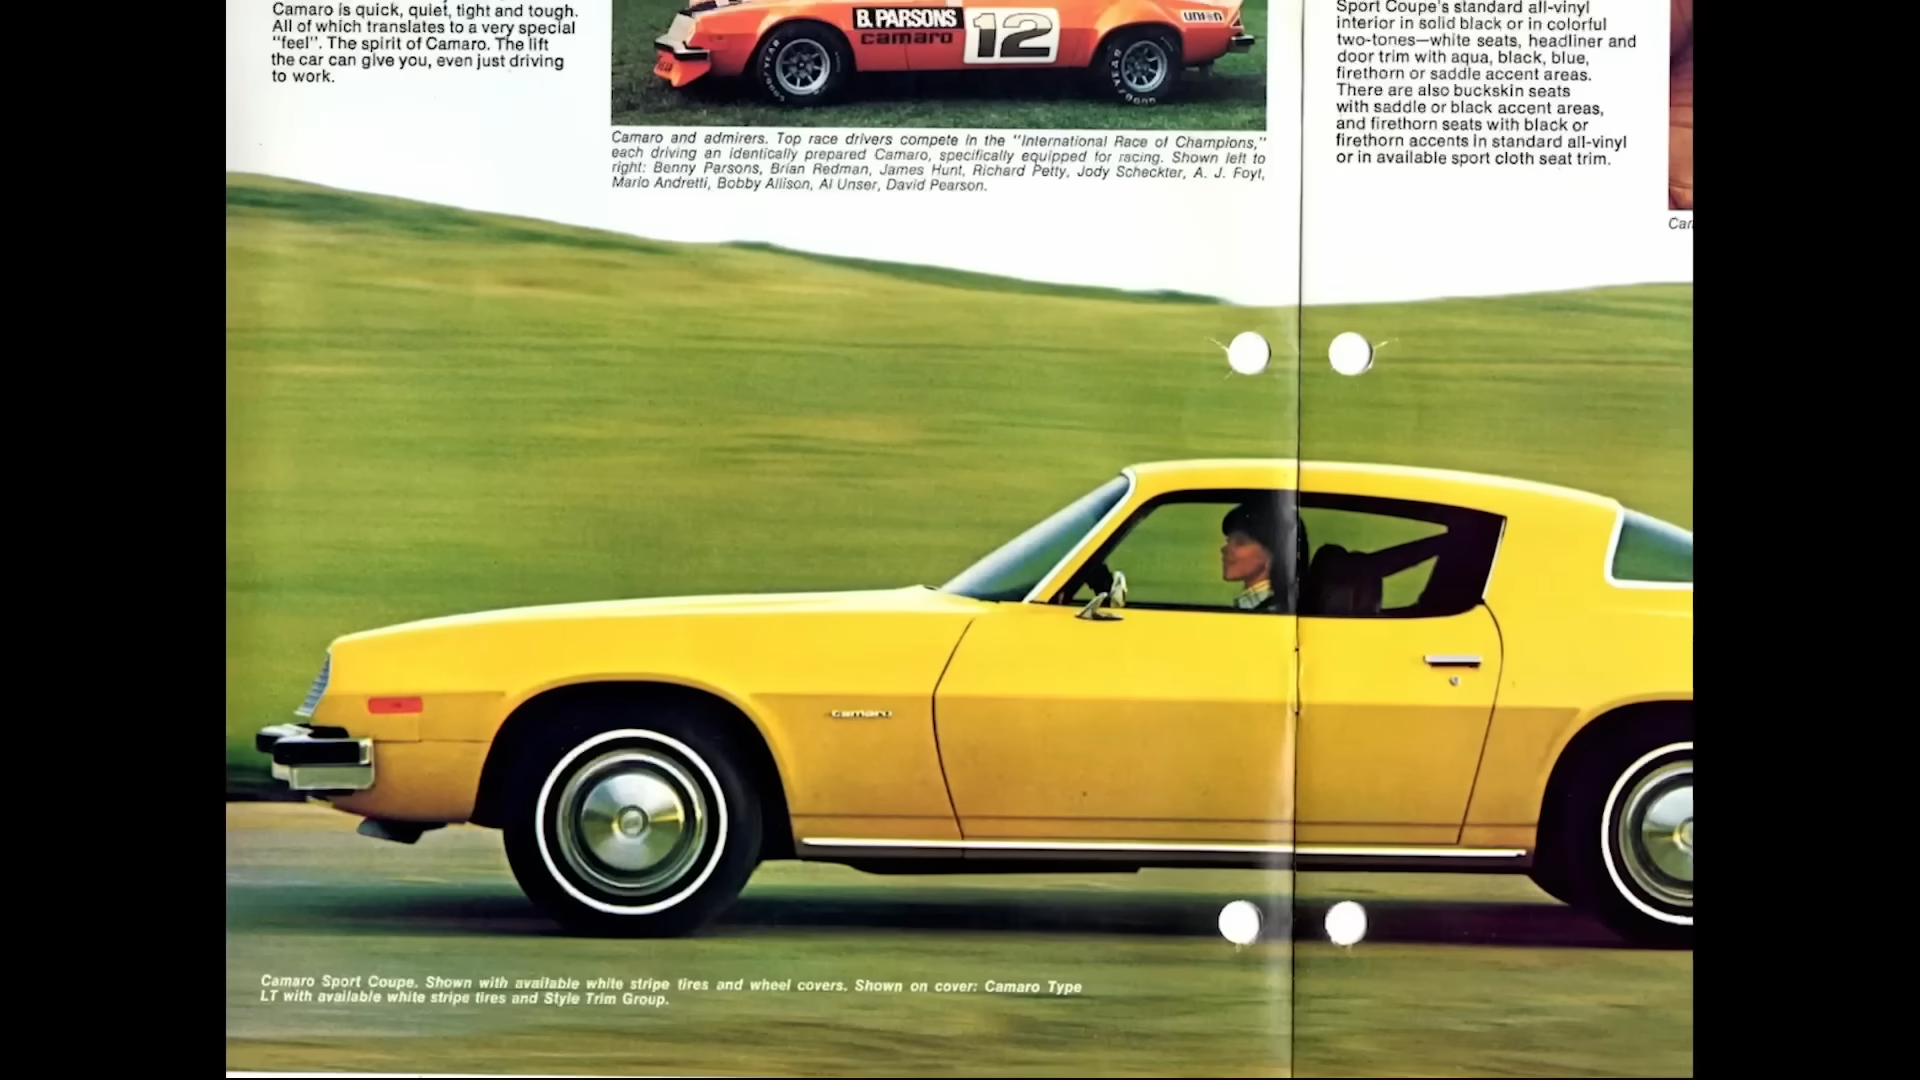 Camaro is quick, quiet, tight and tough.
All of which translates to a very special
"feel". The spirit of Camaro. The lift
the car can give you, even just driving
to work.
B. PARSONS
camaro
12
union
GOODYEAR
GOODYEAR
Camaro and admirers. Top race drivers compete in the "International Race of Champions,"
each driving an identically prepared Camaro, specifically equipped for racing. Shown left to
right: Benny Parsons, Brian Redman, James Hunt, Richard Petty, Jody Scheckter, A. J. Foyt,
Mario Andretti, Bobby Allison, Al Unser, David Pearson.
Sport Coupe's standard all-vinyl
interior in solid black or in colorful
two-tones—white seats, headliner and
door trim with aqua, black, blue,
firethorn or saddle accent areas.
There are also buckskin seats
with saddle or black accent areas,
and firethorn seats with black or
firethorn accents in standard all-vinyl
or in available sport cloth seat trim.
Cam
camaro
Camaro Sport Coupe. Shown with available white stripe tires and wheel covers. Shown on cover: Camaro Type
LT with available white stripe tires and Style Trim Group.